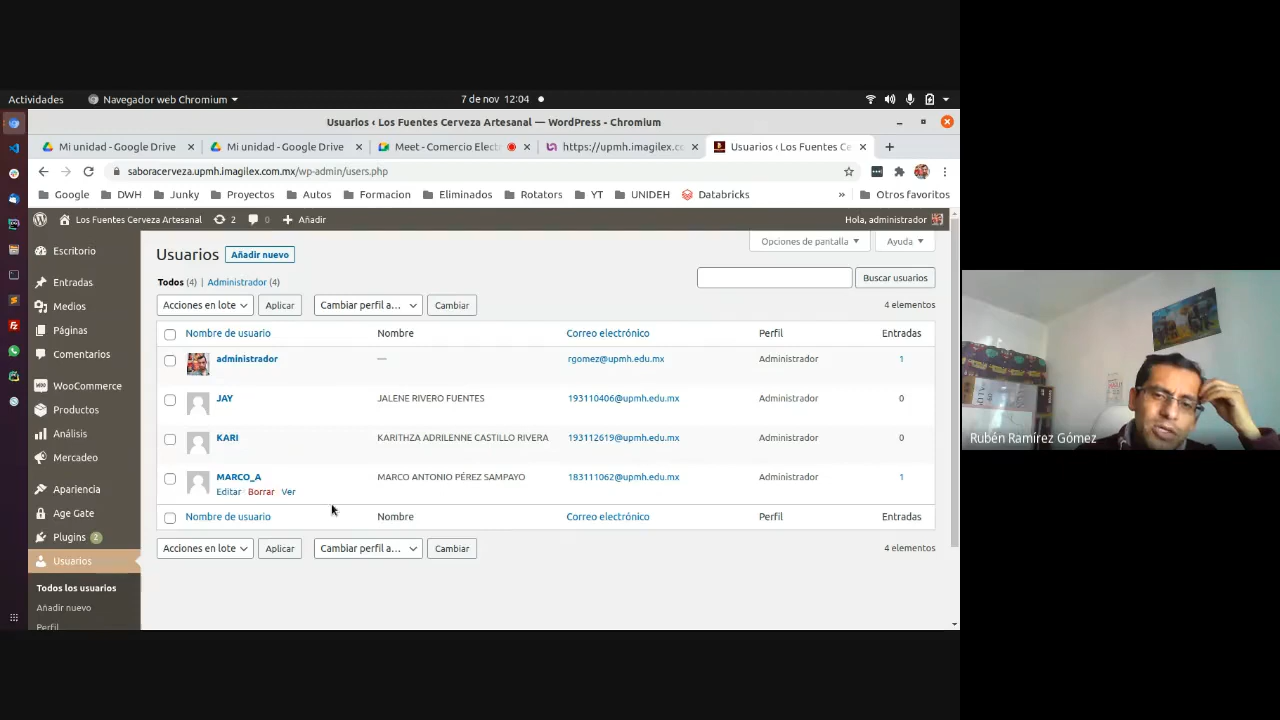 Actividades Navegador web Chromium 7 de nov 12:04
Usuarios ‹ Los Fuentes Cerveza Artesanal — WordPress - Chromium
Mi unidad - Google Drive Mi unidad - Google Drive Meet - Comercio Elect https://upmh.imagilex.co Usuarios ‹ Los Fuentes Ce
saboracerveza.upmh.imagilex.com.mx/wp-admin/users.php
Google DWH Junky Proyectos Autos Formacion Eliminados Rotators YT UNIDEH Databricks » Otros favoritos
Los Fuentes Cerveza Artesanal 2 0 Añadir Hola, administrador
Escritorio
Entradas
Medios
Páginas
Comentarios
WooCommerce
Productos
Análisis
Mercadeo
Apariencia
Age Gate
Plugins 2
Usuarios
Todos los usuarios
Añadir nuevo
Perfil
Opciones de pantalla Ayuda
Usuarios Añadir nuevo
Todos (4) | Administrador (4)
Buscar usuarios
Acciones en lote Aplicar Cambiar perfil a... Cambiar 4 elementos
Nombre de usuario Nombre Correo electrónico Perfil Entradas
administrador — rgomez@upmh.edu.mx Administrador 1
JAY JALENE RIVERO FUENTES 193110406@upmh.edu.mx Administrador 0
KARI KARITHZA ADRILENNE CASTILLO RIVERA 193112619@upmh.edu.mx Administrador 0
MARCO_A MARCO ANTONIO PÉREZ SAMPAYO 183111062@upmh.edu.mx Administrador 1
Editar Borrar Ver
Nombre de usuario Nombre Correo electrónico Perfil Entradas
Acciones en lote Aplicar Cambiar perfil a... Cambiar 4 elementos
Rubén Ramírez Gómez